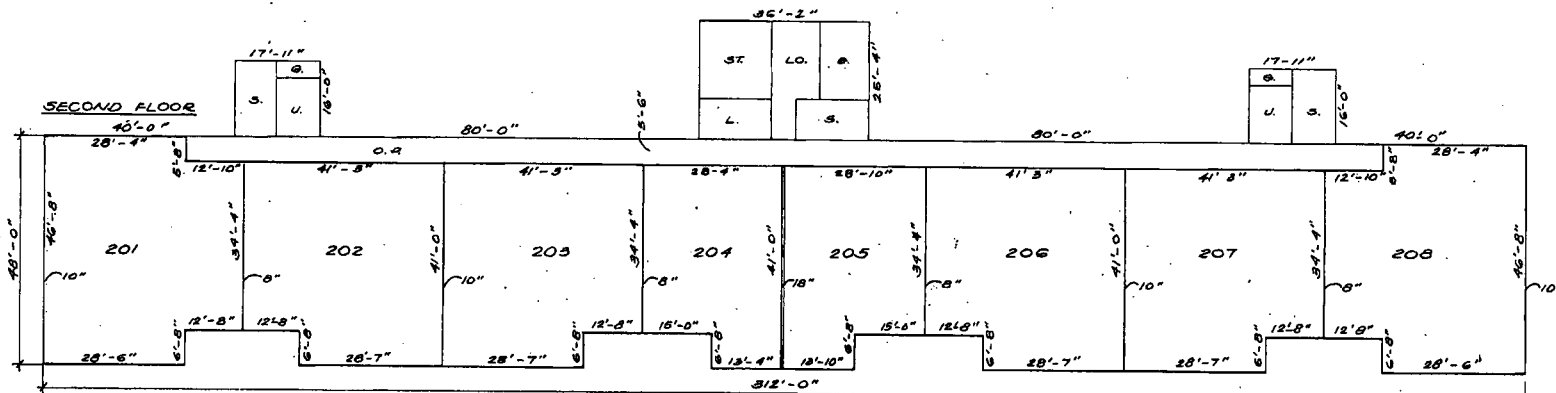 36'-2"
17'-11"
17-11"
ST. LO. B. 25'-4"
S. B. U. 16'-0"
B. U. S. 16'-0"
L. S.
SECOND FLOOR
40'-0" 80'-0" 5'-6" 80'-0" 40'-0"
28'-4" 5'-8" O.A. 5'-8" 28'-4"
12'-10" 41'-3" 41'-3" 28-4" 28'-10" 41'3" 41'3" 12'-10"
48'-0" 46'-8" 34'-4" 41'-0" 34'-4" 41'-0" 34'-4" 41'-0" 34'-4" 46'-8"
201 202 203 204 205 206 207 208
10" 8" 10" 8" 18" 8" 10" 8" 10
12'-8" 12'-8" 12'-8" 15'-0" 15'-0" 12'-8" 12'-8" 12'8"
6'-8" 6'-8" 6'-8" 6'-8" 6'-8" 6'-8" 6'-8" 6'-8"
28'-6" 28'-7" 28'-7" 13'-4" 13'-10" 28'-7" 28'-7" 28'-6"
312'-0"